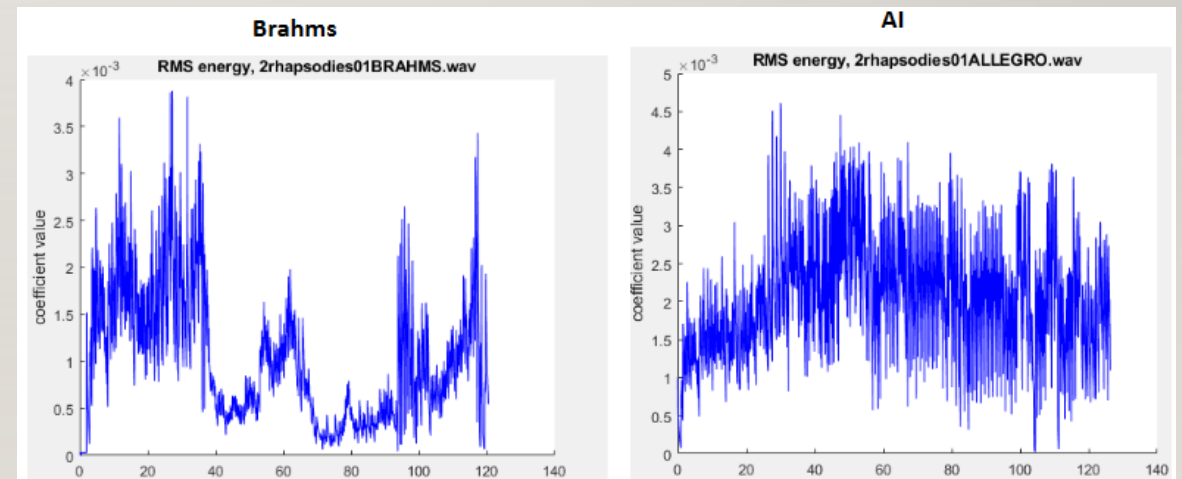 Brahms
RMS energy, 2rhapsodies01BRAHMS.wav
×10⁻³
4
3.5
3
2.5
2
1.5
1
0.5
0
coefficient value
0 20 40 60 80 100 120 140
AI
RMS energy, 2rhapsodies01ALLEGRO.wav
×10⁻³
5
4.5
4
3.5
3
2.5
2
1.5
1
0.5
0
coefficient value
0 20 40 60 80 100 120 140